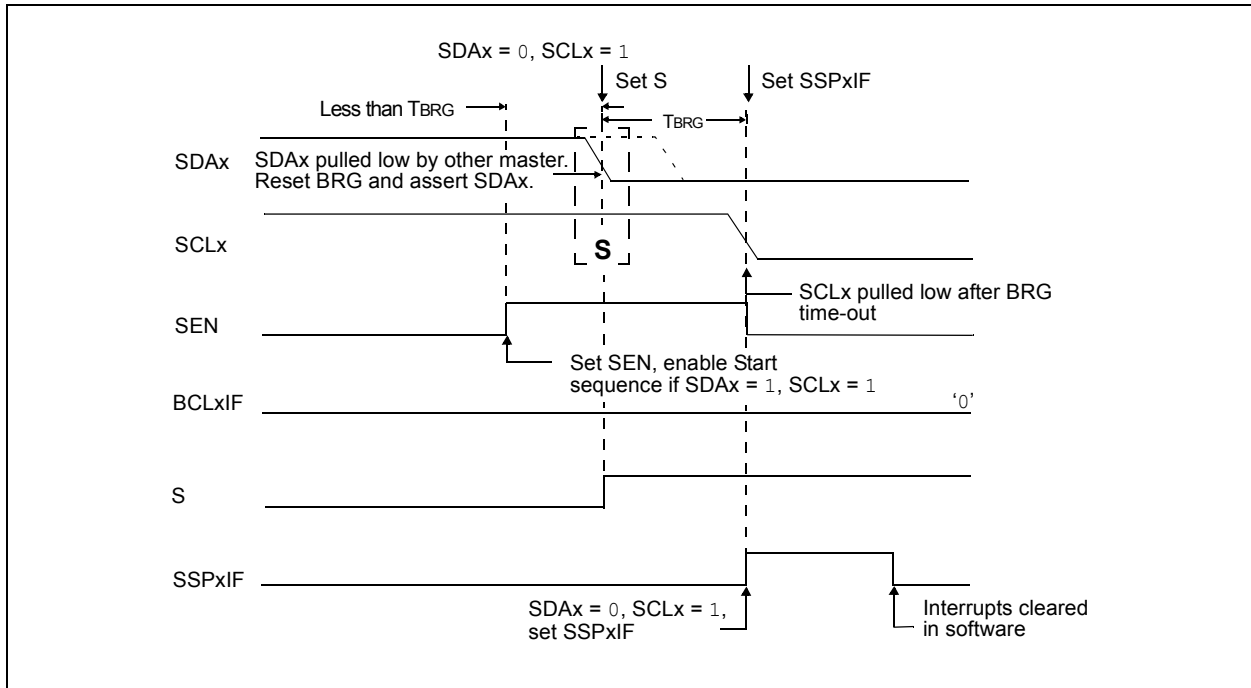 SDAx = 0, SCLx = 1
Set S
Set SSPxIF
Less than TBRG
TBRG
SDAx
SDAx pulled low by other master.
Reset BRG and assert SDAx.
SCLx
S
SCLx pulled low after BRG
time-out
SEN
Set SEN, enable Start
sequence if SDAx = 1, SCLx = 1
BCLxIF
‘0’
S
SSPxIF
SDAx = 0, SCLx = 1,
set SSPxIF
Interrupts cleared
in software